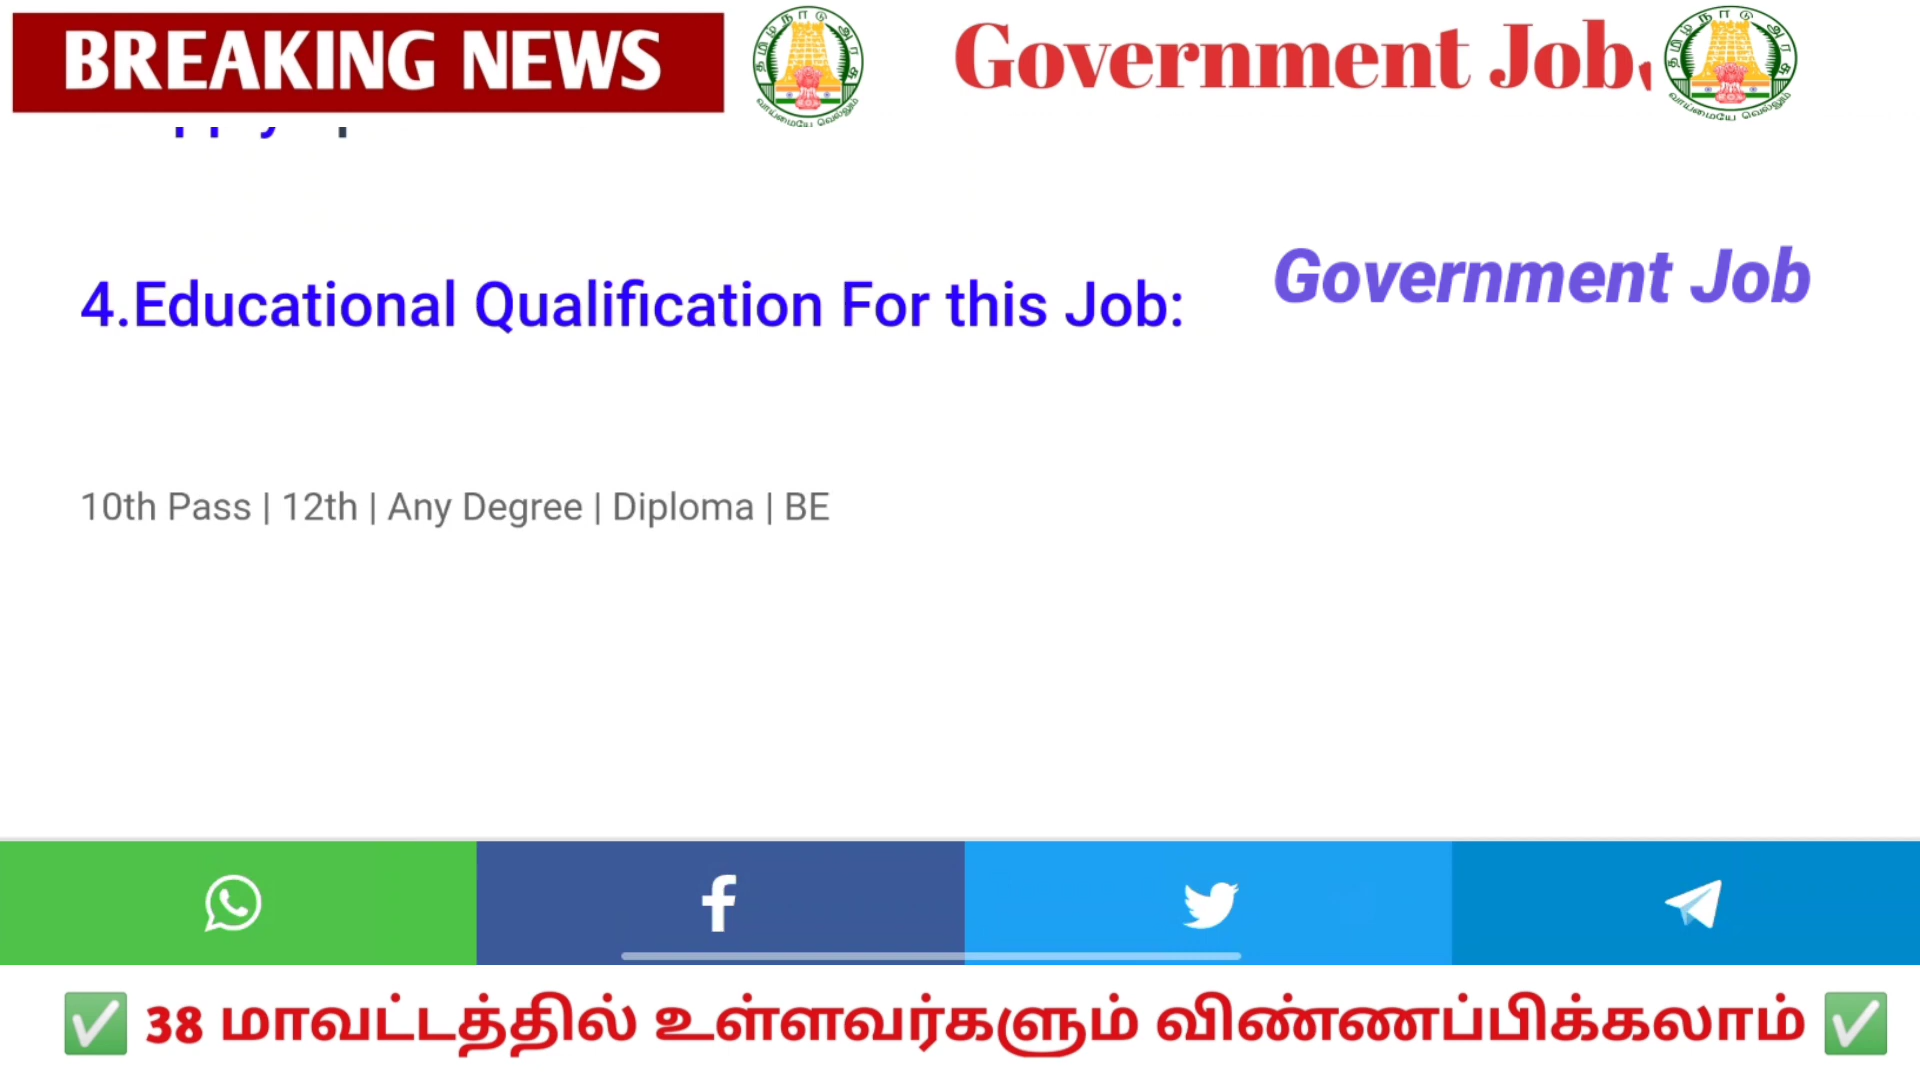 BREAKING NEWS
Government Job
4.Educational Qualification For this Job:
Government Job
10th Pass | 12th | Any Degree | Diploma | BE
✅ 38 மாவட்டத்தில் உள்ளவர்களும் விண்ணப்பிக்கலாம் ✅